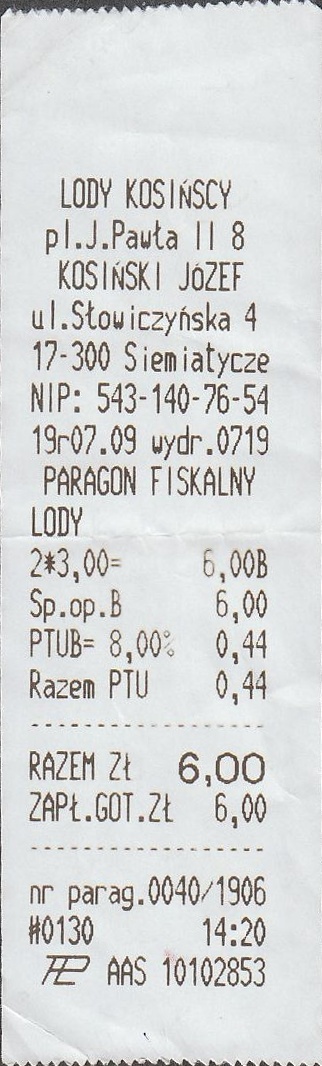 LODY KOSIŃSCY
pl.J.Pawła II 8
KOSIŃSKI JÓZEF
ul.Słowiczyńska 4
17-300 Siemiatycze
NIP: 543-140-76-54
19r07.09 wydr.0719
PARAGON FISKALNY
LODY
2*3,00= 6,00B
Sp.op.B 6,00
PTUB= 8,00% 0,44
Razem PTU 0,44
RAZEM ZŁ 6,00
ZAPŁ.GOT.ZŁ 6,00
nr parag.0040/1906
#0130 14:20
AAS 10102853